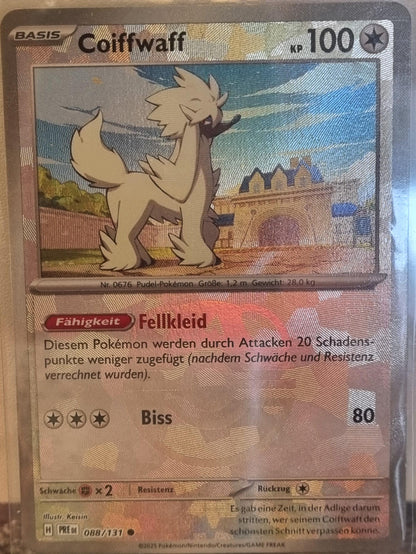 BASIS Coiffwaff KP 100
Nr. 0676 Pudel-Pokémon Größe: 1,2 m Gewicht: 28,0 kg
Fähigkeit Fellkleid
Diesem Pokémon werden durch Attacken 20 Schadens-
punkte weniger zugefügt (nachdem Schwäche und Resistenz
verrechnet wurden).
Biss 80
Schwäche ×2 Resistenz Rückzug
Illustr. Keisin
H PRE DE 088/131
Es gab eine Zeit, in der Adlige darum
stritten, wer seinem Coiffwaff den
schönsten Schnitt verpassen könne.
©2025 Pokémon/Nintendo/Creatures/GAME FREAK